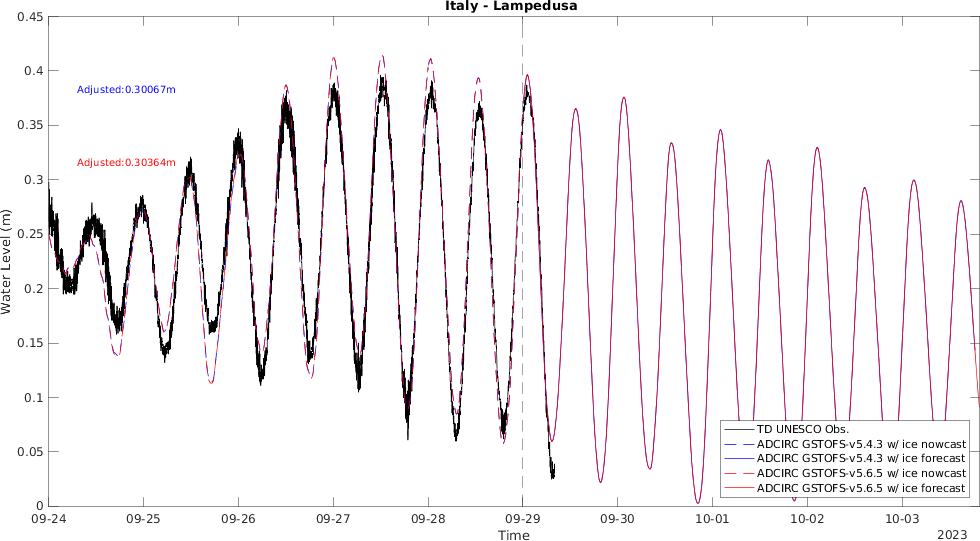 Italy - Lampedusa
0.45
0.4
0.35
0.3
0.25
0.2
0.15
0.1
0.05
0
Water Level (m)
Adjusted:0.30067m
Adjusted:0.30364m
TD UNESCO Obs.
ADCIRC GSTOFS-v5.4.3 w/ ice nowcast
ADCIRC GSTOFS-v5.4.3 w/ ice forecast
ADCIRC GSTOFS-v5.6.5 w/ ice nowcast
ADCIRC GSTOFS-v5.6.5 w/ ice forecast
09-24 09-25 09-26 09-27 09-28 09-29 09-30 10-01 10-02 10-03
Time
2023